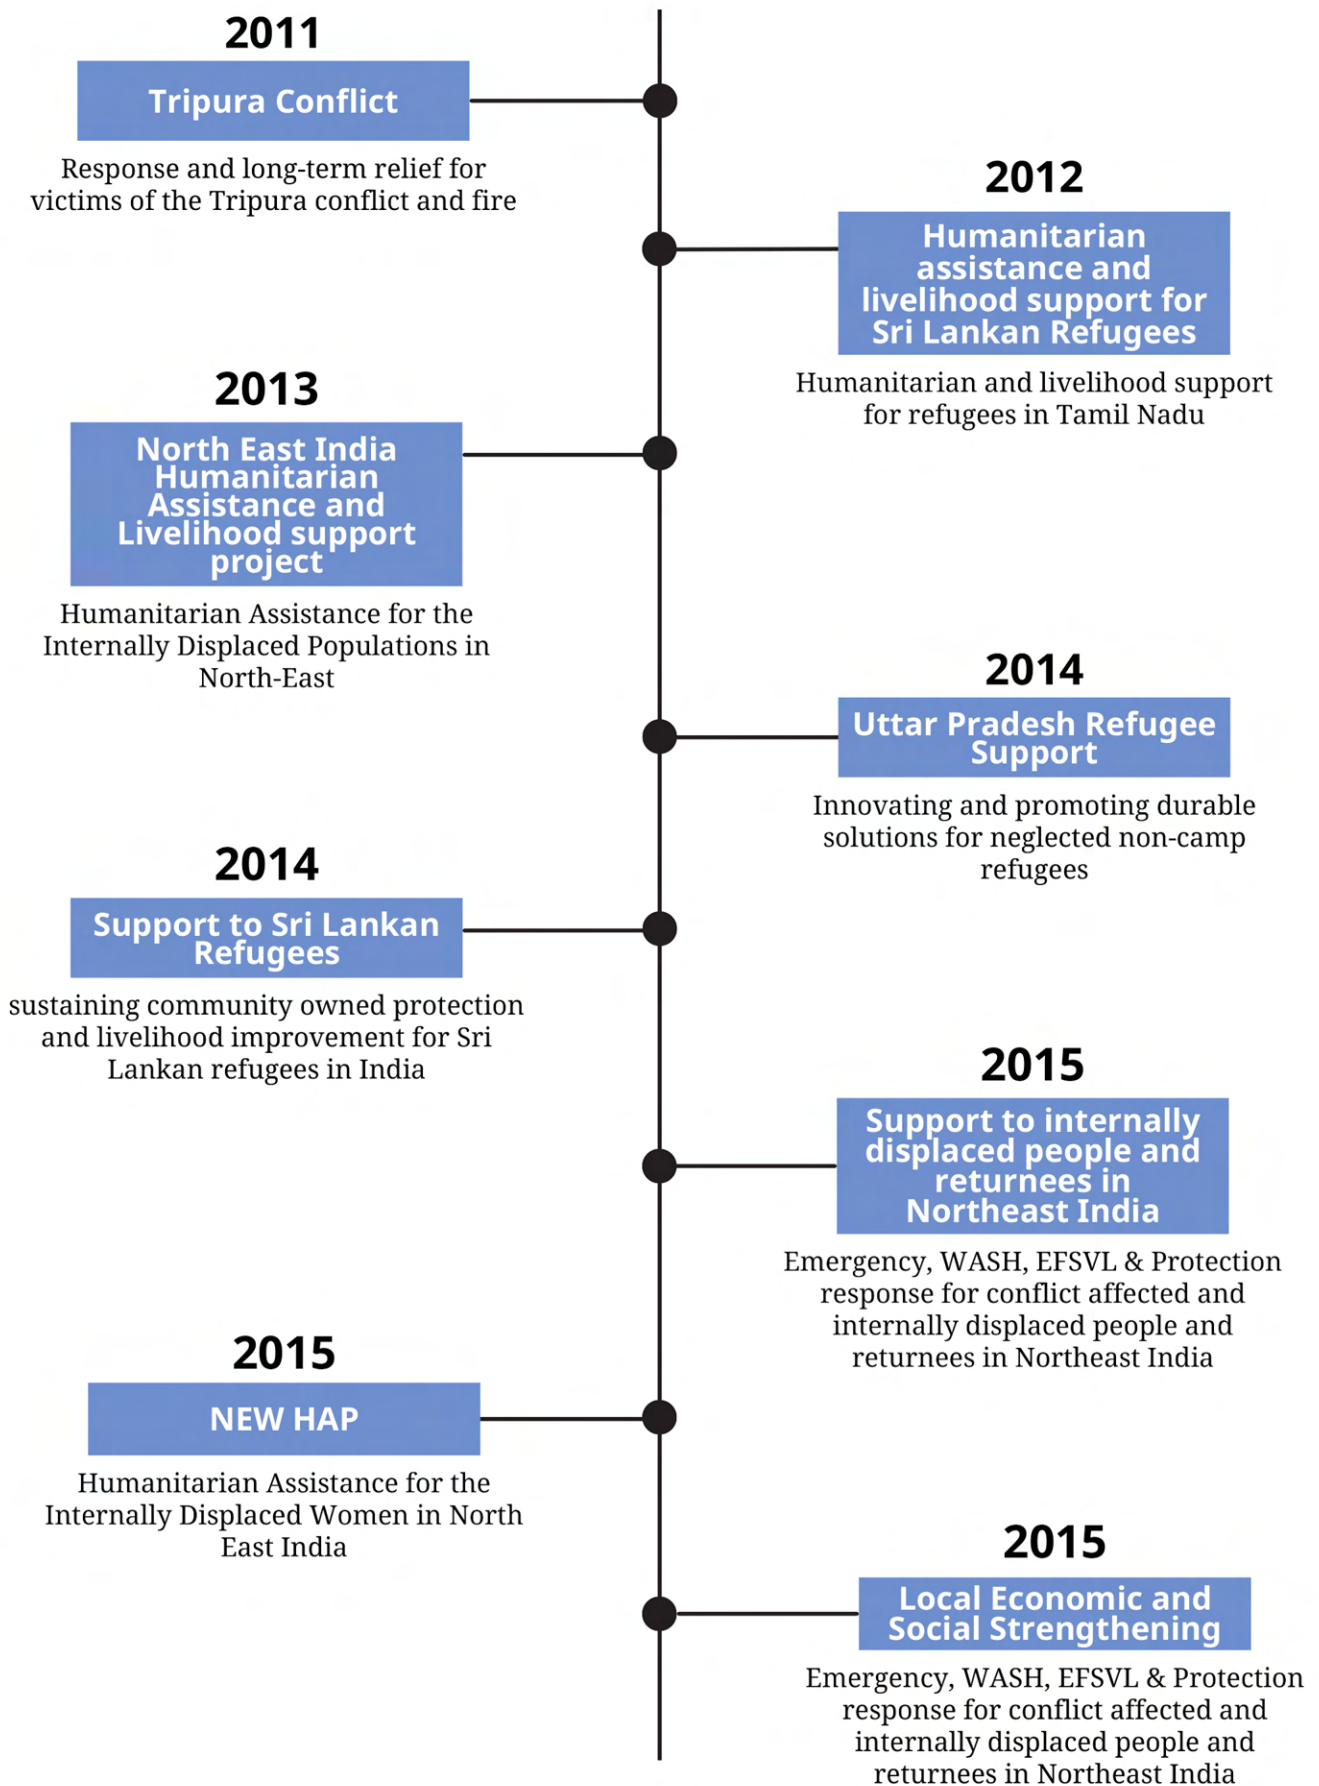 2011
Tripura Conflict
Response and long-term relief for
victims of the Tripura conflict and fire
2012
Humanitarian
assistance and
livelihood support for
Sri Lankan Refugees
Humanitarian and livelihood support
for refugees in Tamil Nadu
2013
North East India
Humanitarian
Assistance and
Livelihood support
project
Humanitarian Assistance for the
Internally Displaced Populations in
North-East
2014
Uttar Pradesh Refugee
Support
Innovating and promoting durable
solutions for neglected non-camp
refugees
2014
Support to Sri Lankan
Refugees
sustaining community owned protection
and livelihood improvement for Sri
Lankan refugees in India
2015
Support to internally
displaced people and
returnees in
Northeast India
Emergency, WASH, EFSVL & Protection
response for conflict affected and
internally displaced people and
returnees in Northeast India
2015
NEW HAP
Humanitarian Assistance for the
Internally Displaced Women in North
East India
2015
Local Economic and
Social Strengthening
Emergency, WASH, EFSVL & Protection
response for conflict affected and
internally displaced people and
returnees in Northeast India